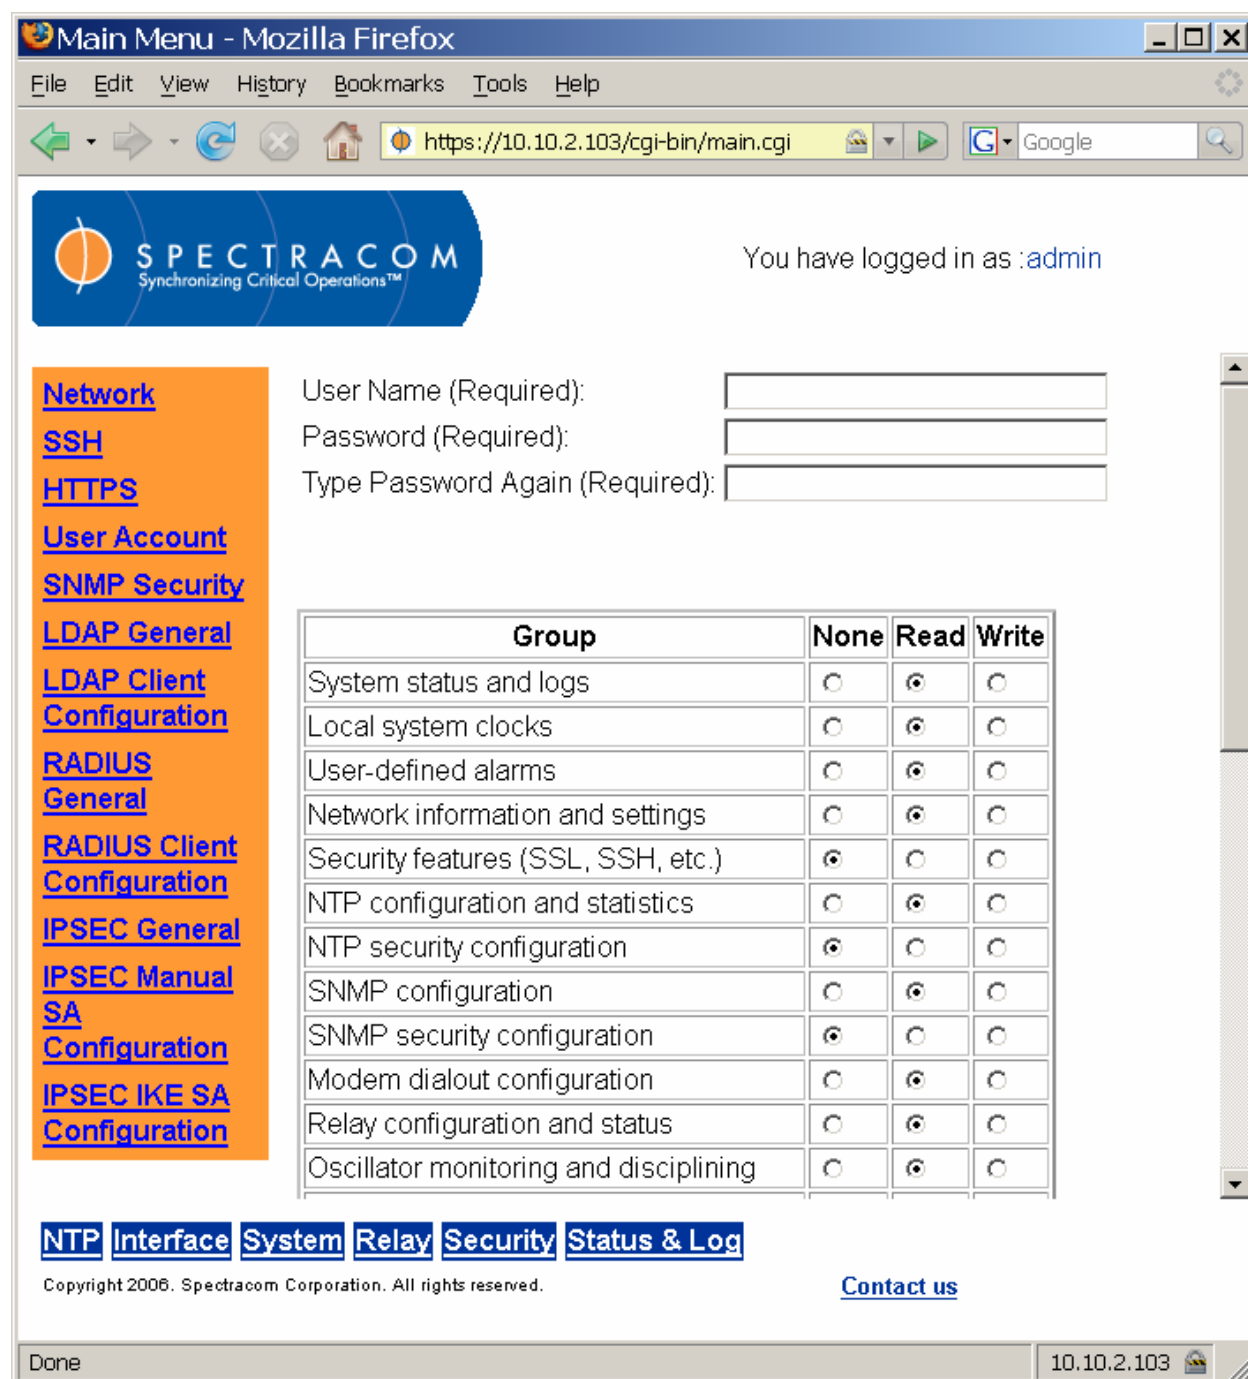 Main Menu - Mozilla Firefox
File Edit View History Bookmarks Tools Help
https://10.10.2.103/cgi-bin/main.cgi G Google
SPECTRACOM
Synchronizing Critical Operations™
You have logged in as :admin
Network
SSH
HTTPS
User Account
SNMP Security
LDAP General
LDAP Client
Configuration
RADIUS
General
RADIUS Client
Configuration
IPSEC General
IPSEC Manual
SA
Configuration
IPSEC IKE SA
Configuration
User Name (Required):
Password (Required):
Type Password Again (Required):
Group None Read Write
System status and logs
Local system clocks
User-defined alarms
Network information and settings
Security features (SSL, SSH, etc.)
NTP configuration and statistics
NTP security configuration
SNMP configuration
SNMP security configuration
Modem dialout configuration
Relay configuration and status
Oscillator monitoring and disciplining
NTP Interface System Relay Security Status & Log
Copyright 2006. Spectracom Corporation. All rights reserved. Contact us
Done 10.10.2.103